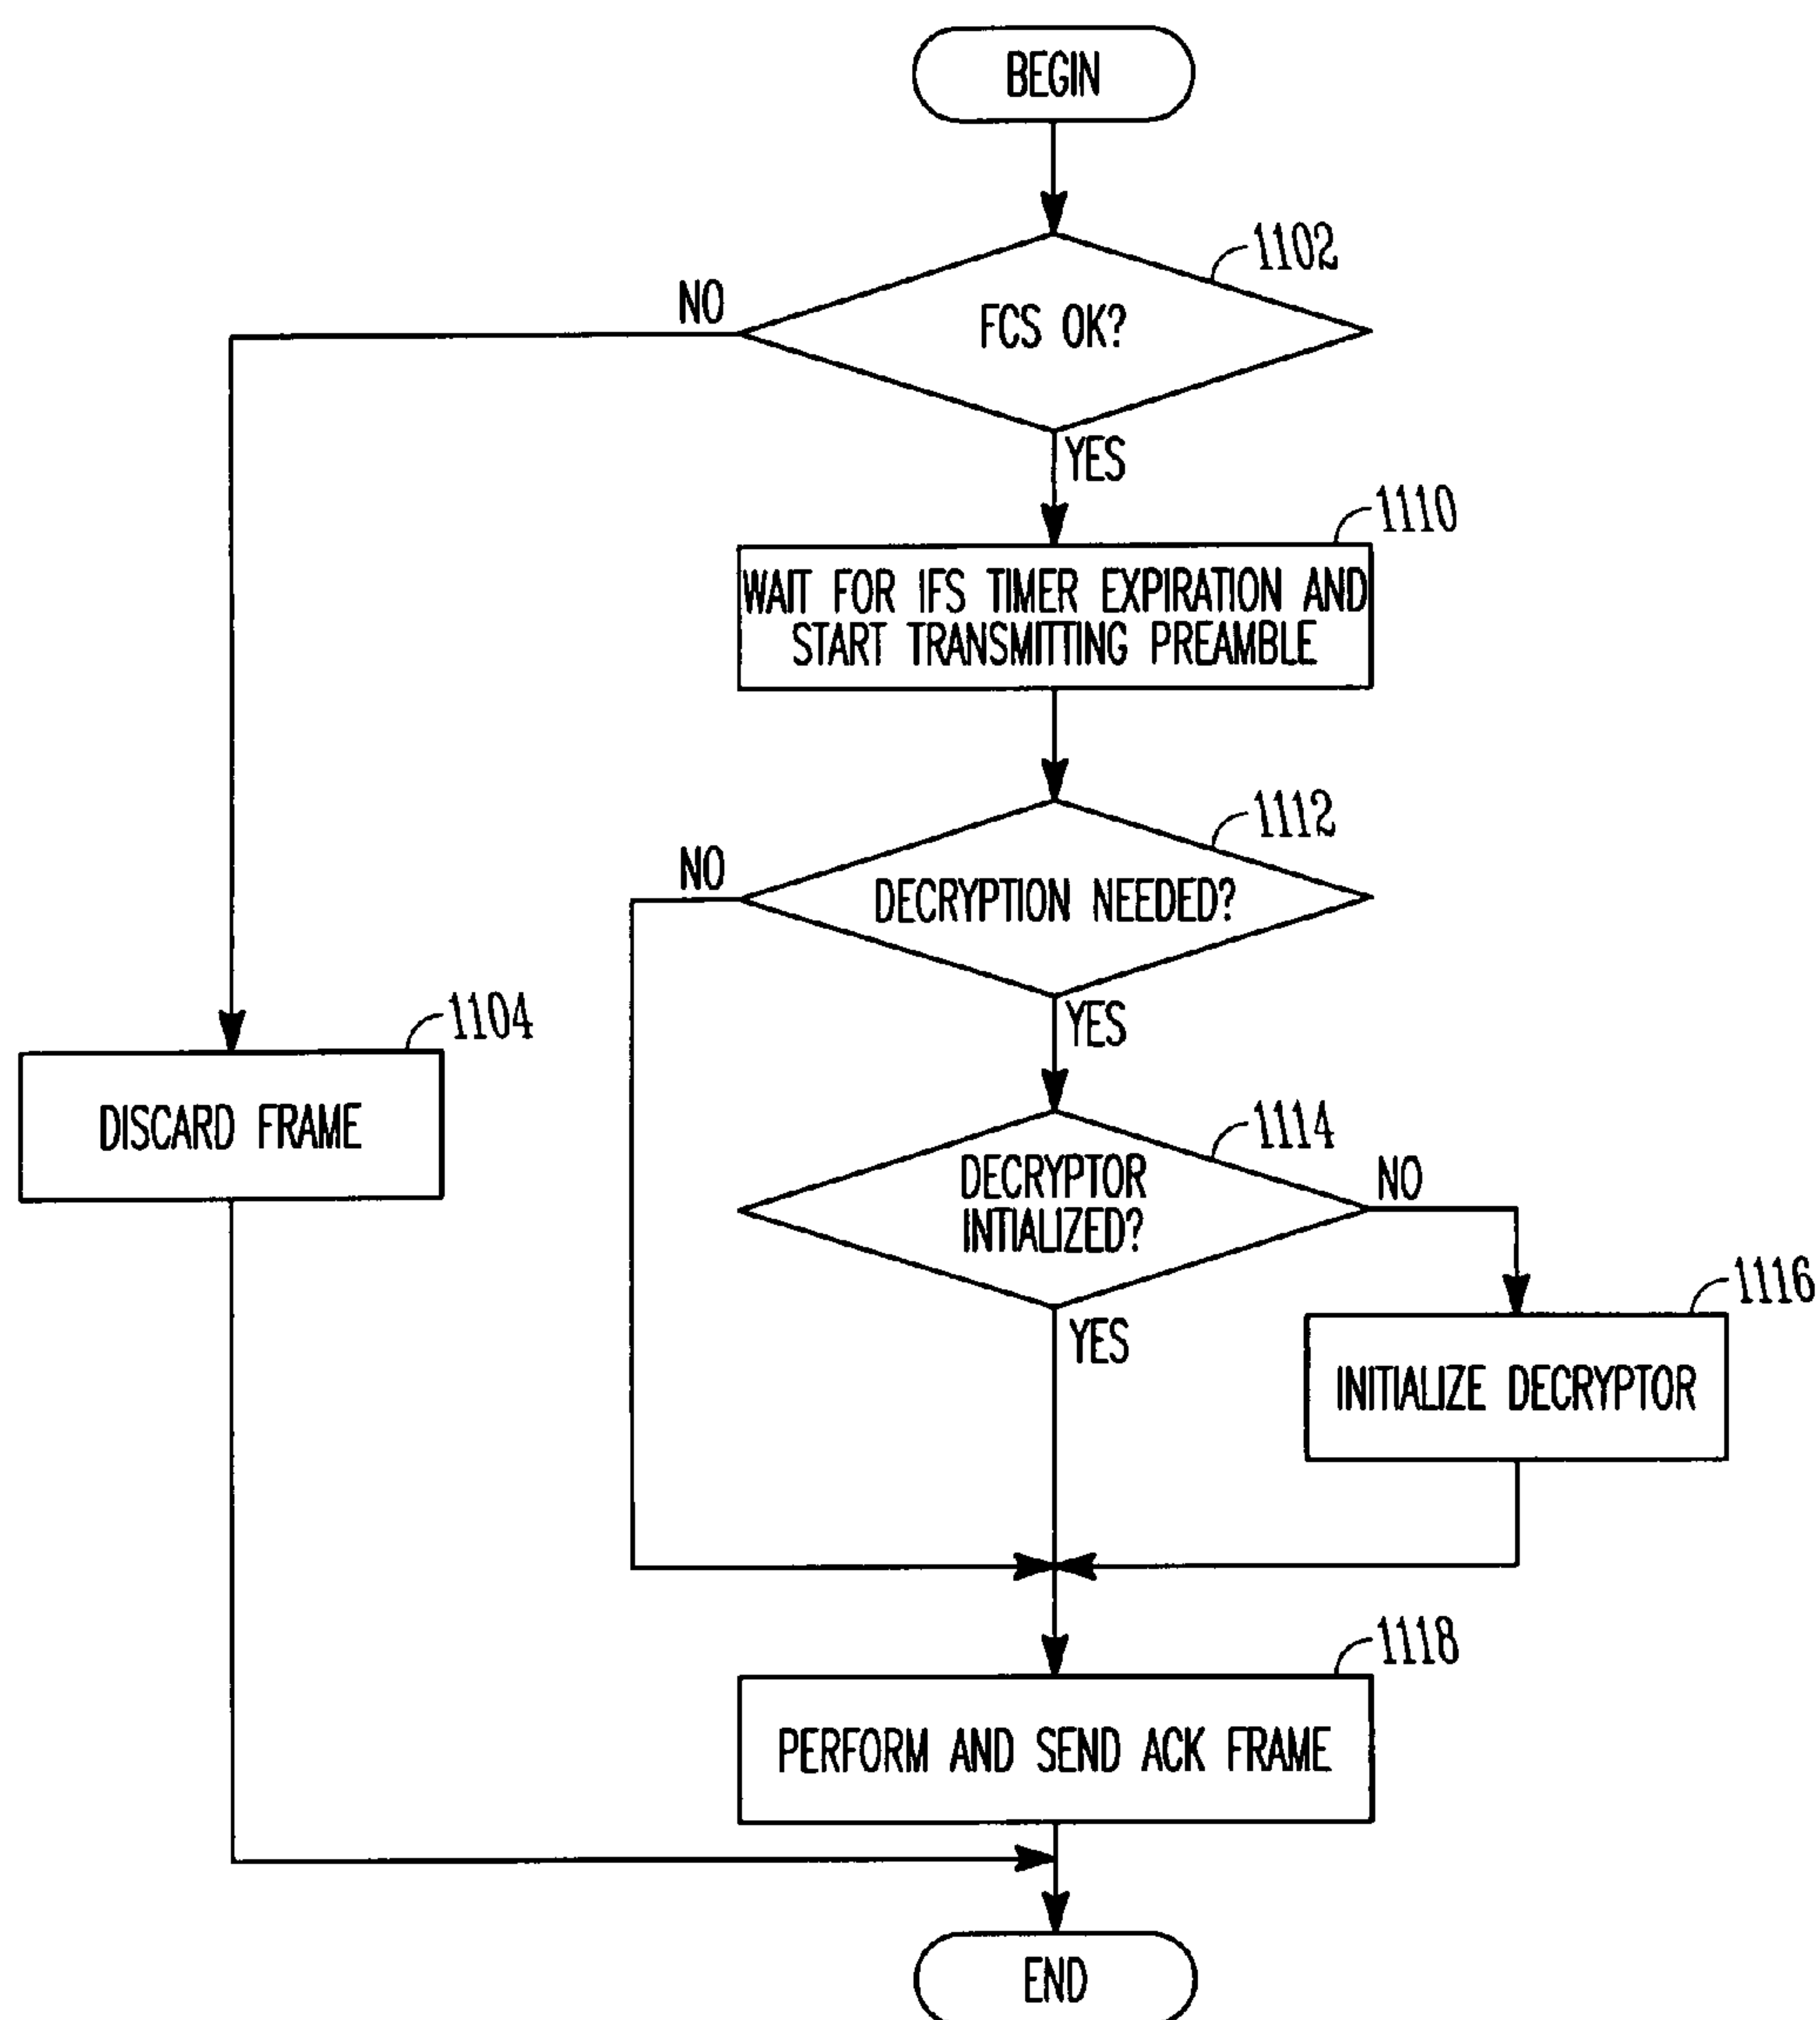 BEGIN
1102
NO
FCS OK?
YES
1110
WAIT FOR IFS TIMER EXPIRATION AND
START TRANSMITTING PREAMBLE
1112
NO
DECRYPTION NEEDED?
YES
1104
DISCARD FRAME
1114
DECRYPTOR
INTIALIZED?
NO
YES
1116
INITIALIZE DECRYPTOR
1118
PERFORM AND SEND ACK FRAME
END